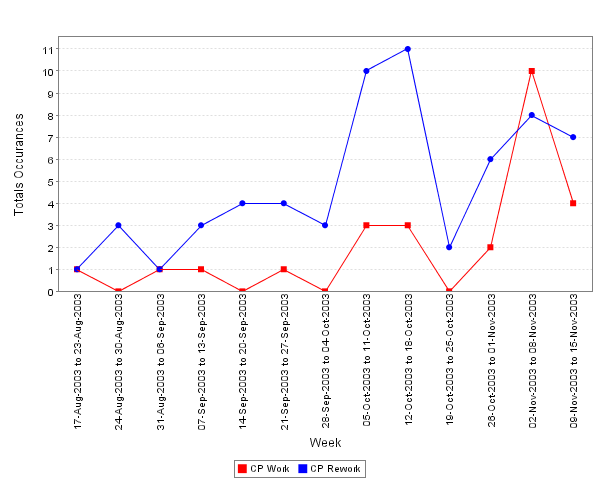 Totals Occurances
11
10
9
8
7
6
5
4
3
2
1
0
17-Aug-2003 to 23-Aug-2003
24-Aug-2003 to 30-Aug-2003
31-Aug-2003 to 06-Sep-2003
07-Sep-2003 to 13-Sep-2003
14-Sep-2003 to 20-Sep-2003
21-Sep-2003 to 27-Sep-2003
28-Sep-2003 to 04-Oct-2003
05-Oct-2003 to 11-Oct-2003
12-Oct-2003 to 18-Oct-2003
19-Oct-2003 to 25-Oct-2003
26-Oct-2003 to 01-Nov-2003
02-Nov-2003 to 08-Nov-2003
09-Nov-2003 to 15-Nov-2003
Week
CP Work CP Rework